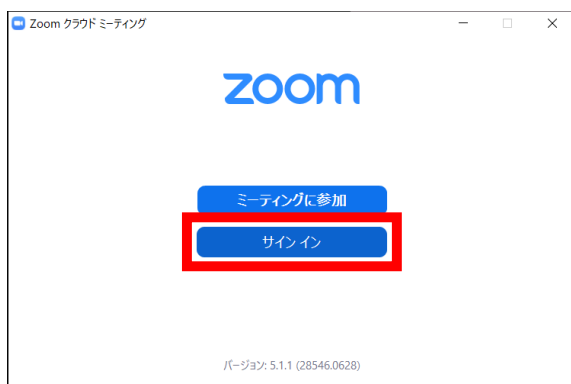 Zoom クラウド ミーティング
zoom
ミーティングに参加
サイン イン
バージョン: 5.1.1 (28546.0628)